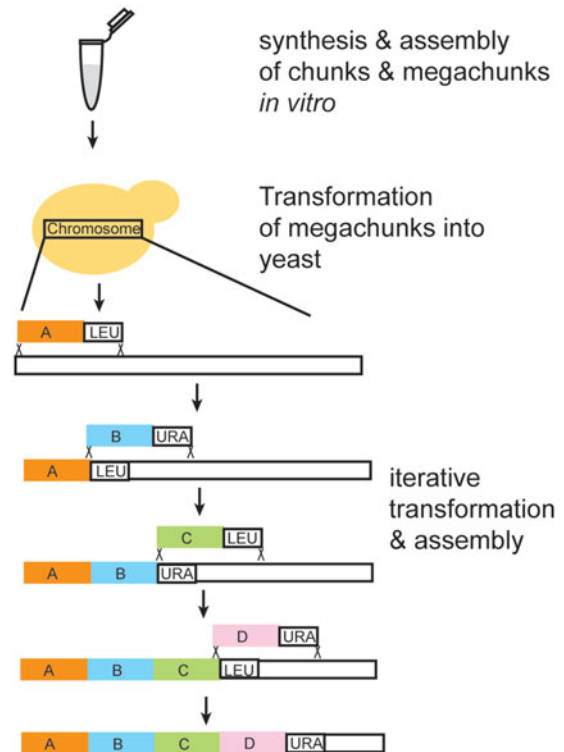 synthesis & assembly
of chunks & megachunks
in vitro
Transformation
of megachunks into
yeast
Chromosome
A LEU
B URA
A LEU
iterative
transformation
& assembly
C LEU
A B URA
D URA
A B C LEU
A B C D URA